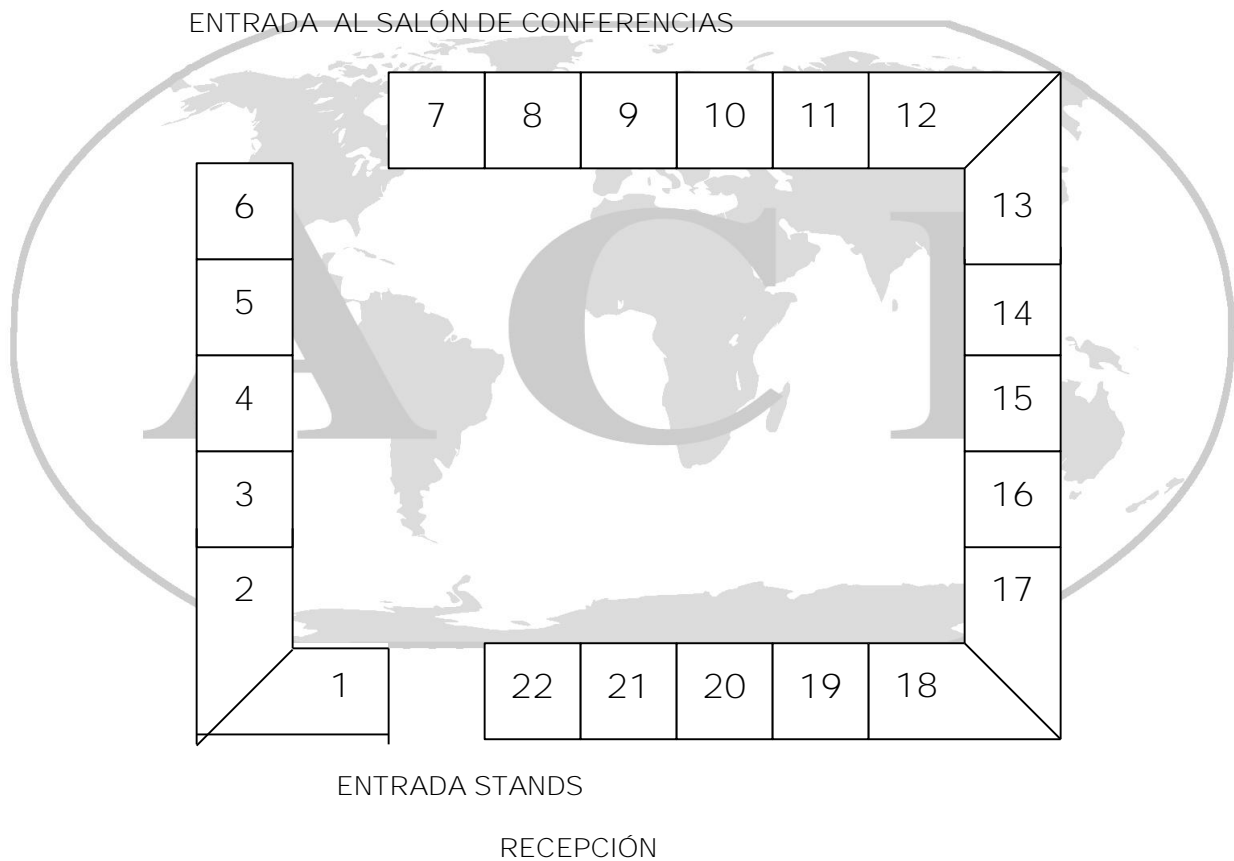 ENTRADA AL SALÓN DE CONFERENCIAS
7 8 9 10 11 12
6 13
5 14
4 15
3 16
2 17
1 22 21 20 19 18
ACI
ENTRADA STANDS
RECEPCIÓN